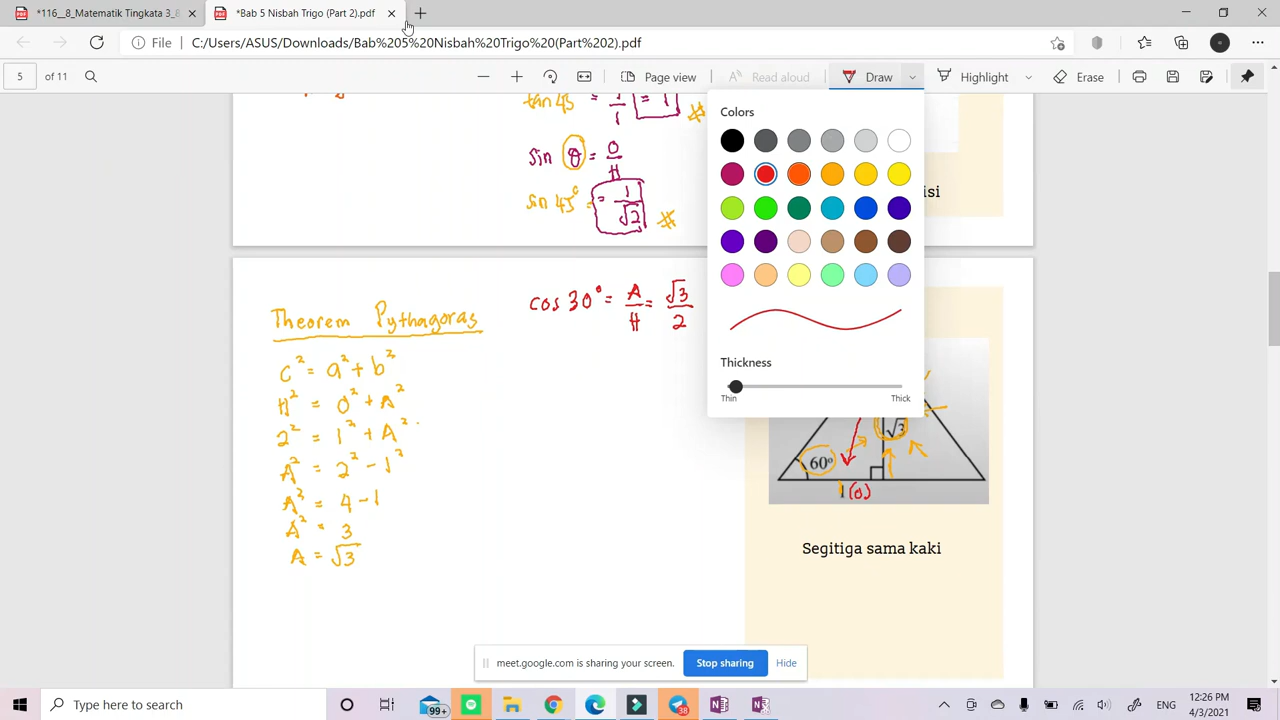 *116__8_Matematik Tingkatan 3_8
*Bab 5 Nisbah Trigo (Part 2).pdf
File
C:/Users/ASUS/Downloads/Bab%205%20Nisbah%20Trigo%20(Part%202).pdf
5 of 11
Page view
Read aloud
Draw
Highlight
Erase
tan 45 = 1/1 = 1
sin θ = O/H
sin 45° = 1/√2
isi
Colors
Thickness
Thin
Thick
Theorem Pythagoras
cos 30° = A/H = √3/2
c² = a² + b²
H² = O² + A²
2² = 1² + A²
A² = 2² - 1²
A² = 4 - 1
A² = 3
A = √3
√3
60°
1 (O)
Segitiga sama kaki
meet.google.com is sharing your screen.
Stop sharing
Hide
Type here to search
99+
38
ENG
12:26 PM
4/3/2021